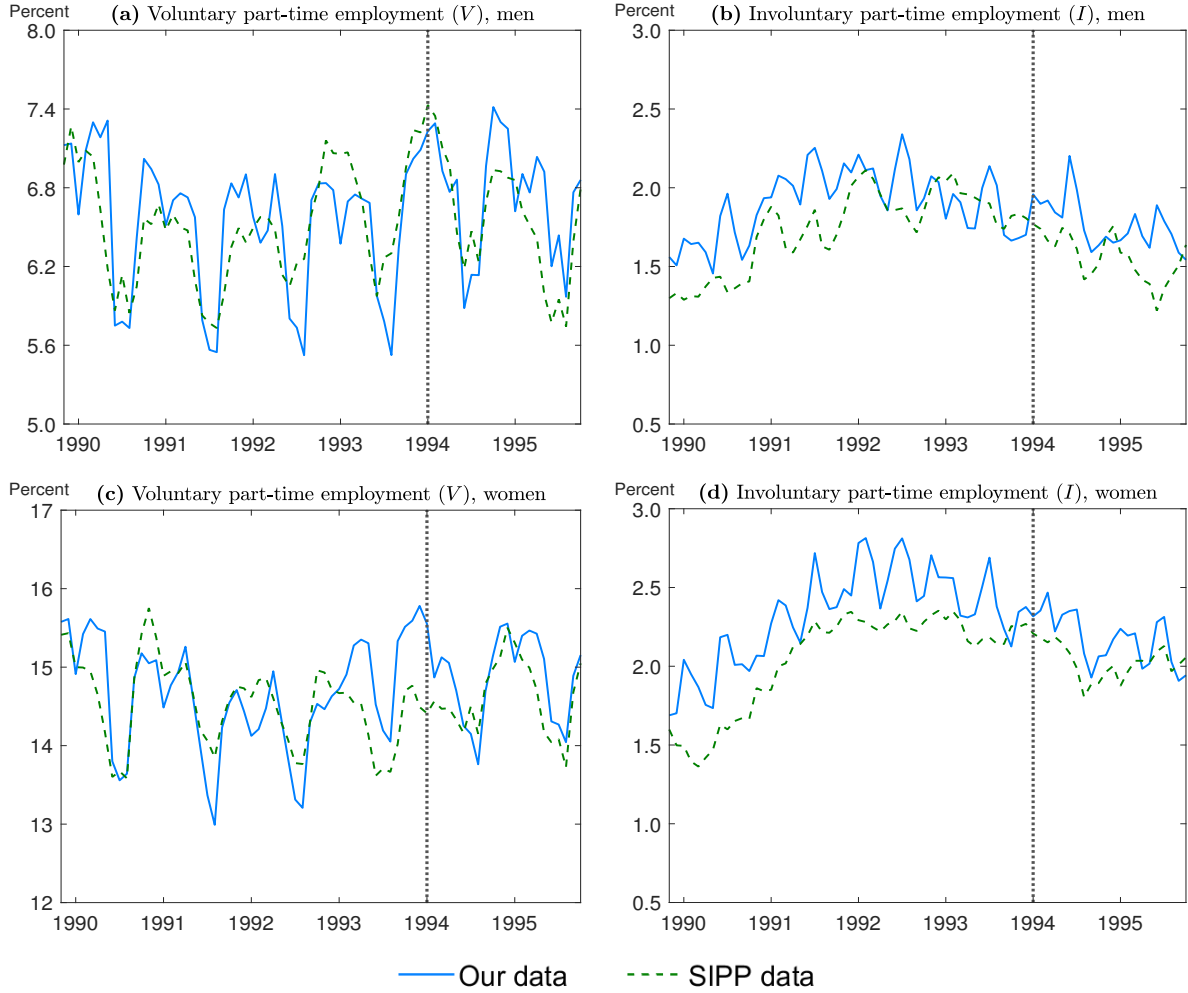 Percent (a) Voluntary part-time employment (V), men
8.0
7.4
6.8
6.2
5.6
5.0
1990 1991 1992 1993 1994 1995
Percent (b) Involuntary part-time employment (I), men
3.0
2.5
2.0
1.5
1.0
0.5
1990 1991 1992 1993 1994 1995
Percent (c) Voluntary part-time employment (V), women
17
16
15
14
13
12
1990 1991 1992 1993 1994 1995
Percent (d) Involuntary part-time employment (I), women
3.0
2.5
2.0
1.5
1.0
0.5
1990 1991 1992 1993 1994 1995
Our data SIPP data